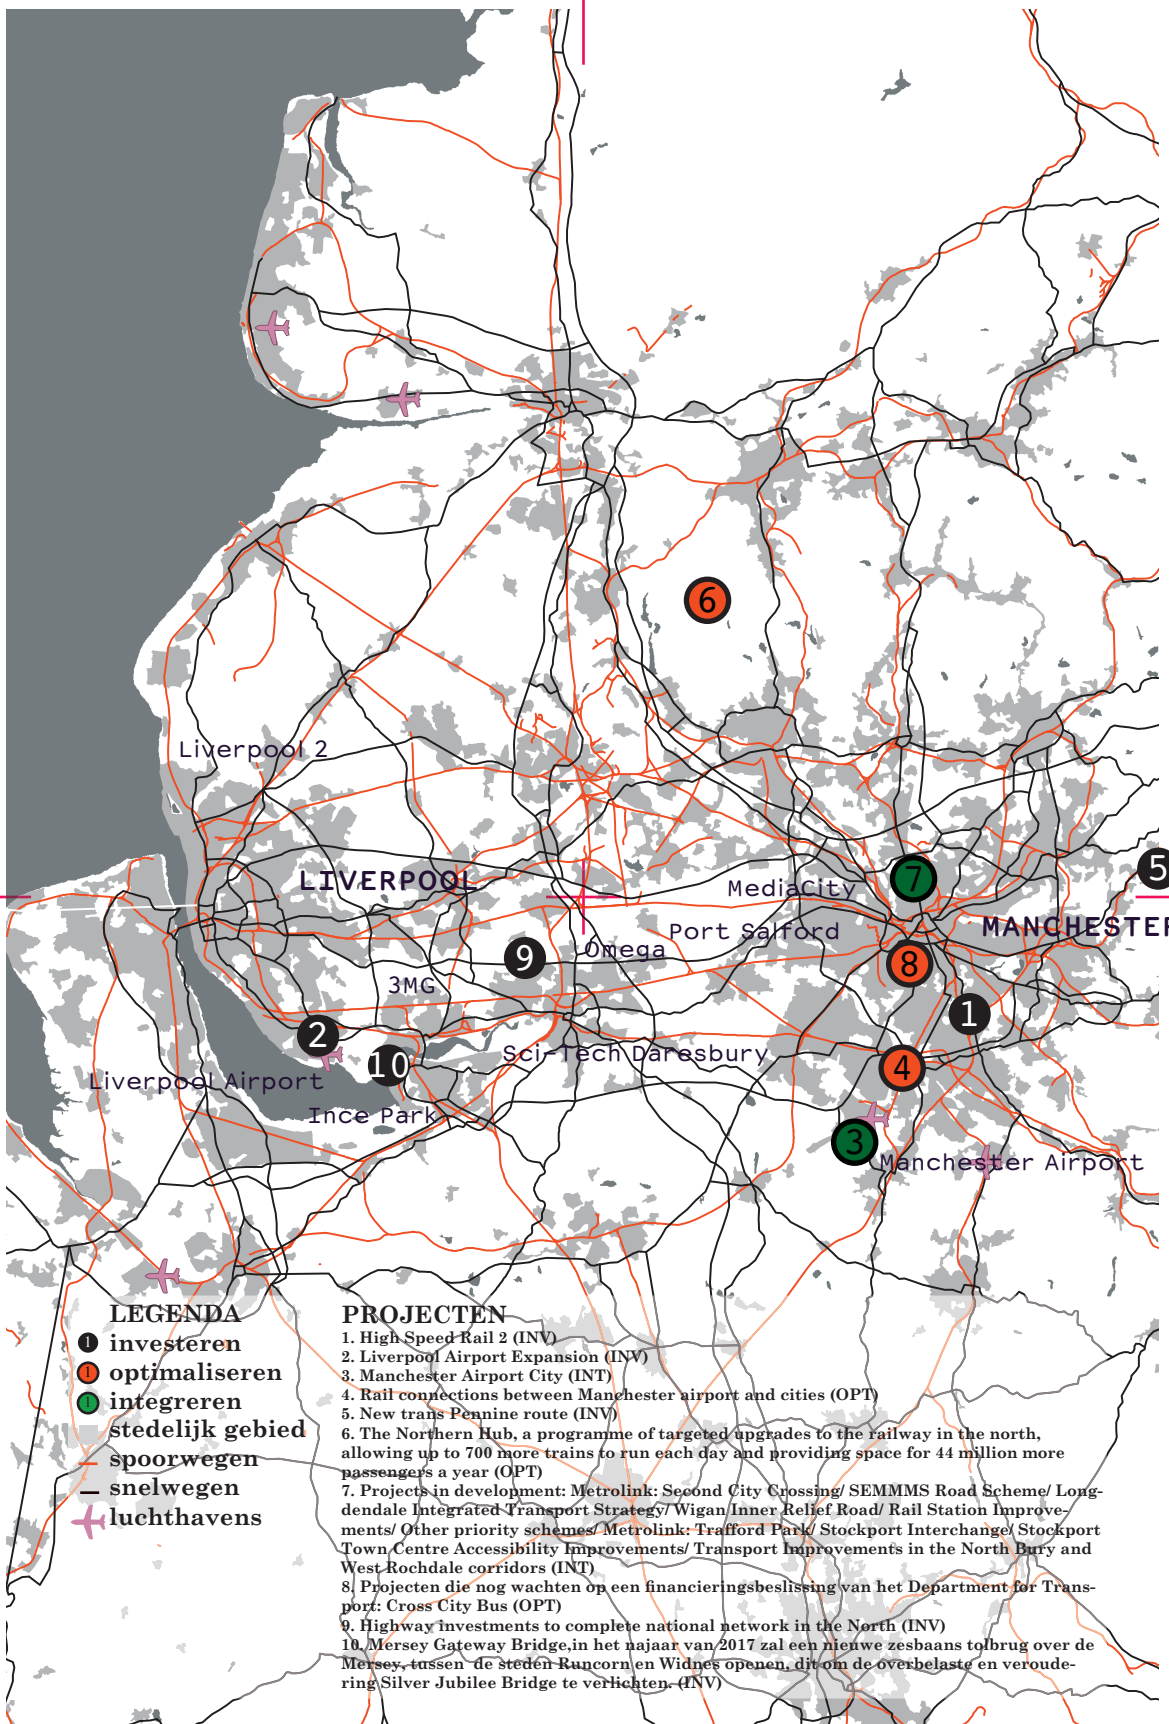 Liverpool 2
LIVERPOOL
MediaCity
7
5
MANCHESTER
Port Salford
Omega
9
8
3MG
1
2
Sci-Tech Daresbury
10
4
Liverpool Airport
Ince Park
3
Manchester Airport
6
LEGENDA
1 investeren
1 optimaliseren
1 integreren
stedelijk gebied
spoorwegen
snelwegen
luchthavens
PROJECTEN
1. High Speed Rail 2 (INV)
2. Liverpool Airport Expansion (INV)
3. Manchester Airport City (INT)
4. Rail connections between Manchester airport and cities (OPT)
5. New trans Pennine route (INV)
6. The Northern Hub, a programme of targeted upgrades to the railway in the north,
allowing up to 700 more trains to run each day and providing space for 44 million more
passengers a year (OPT)
7. Projects in development: Metrolink: Second City Crossing/ SEMMMS Road Scheme/ Long-
dendale Integrated Transport Strategy/ Wigan Inner Relief Road/ Rail Station Improve-
ments/ Other priority schemes/ Metrolink: Trafford Park/ Stockport Interchange/ Stockport
Town Centre Accessibility Improvements/ Transport Improvements in the North Bury and
West Rochdale corridors (INT)
8. Projecten die nog wachten op een financieringsbeslissing van het Department for Trans-
port: Cross City Bus (OPT)
9. Highway investments to complete national network in the North (INV)
10. Mersey Gateway Bridge,in het najaar van 2017 zal een nieuwe zesbaans tolbrug over de
Mersey, tussen de steden Runcorn en Widnes openen, dit om de overbelaste en veroude-
ring Silver Jubilee Bridge te verlichten. (INV)